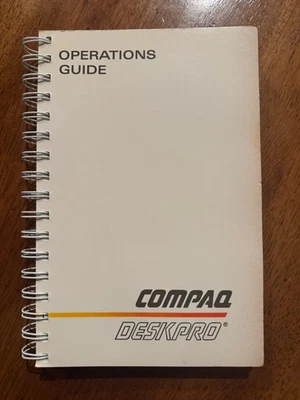 OPERATIONS
GUIDE
COMPAQ
DESKPRO®